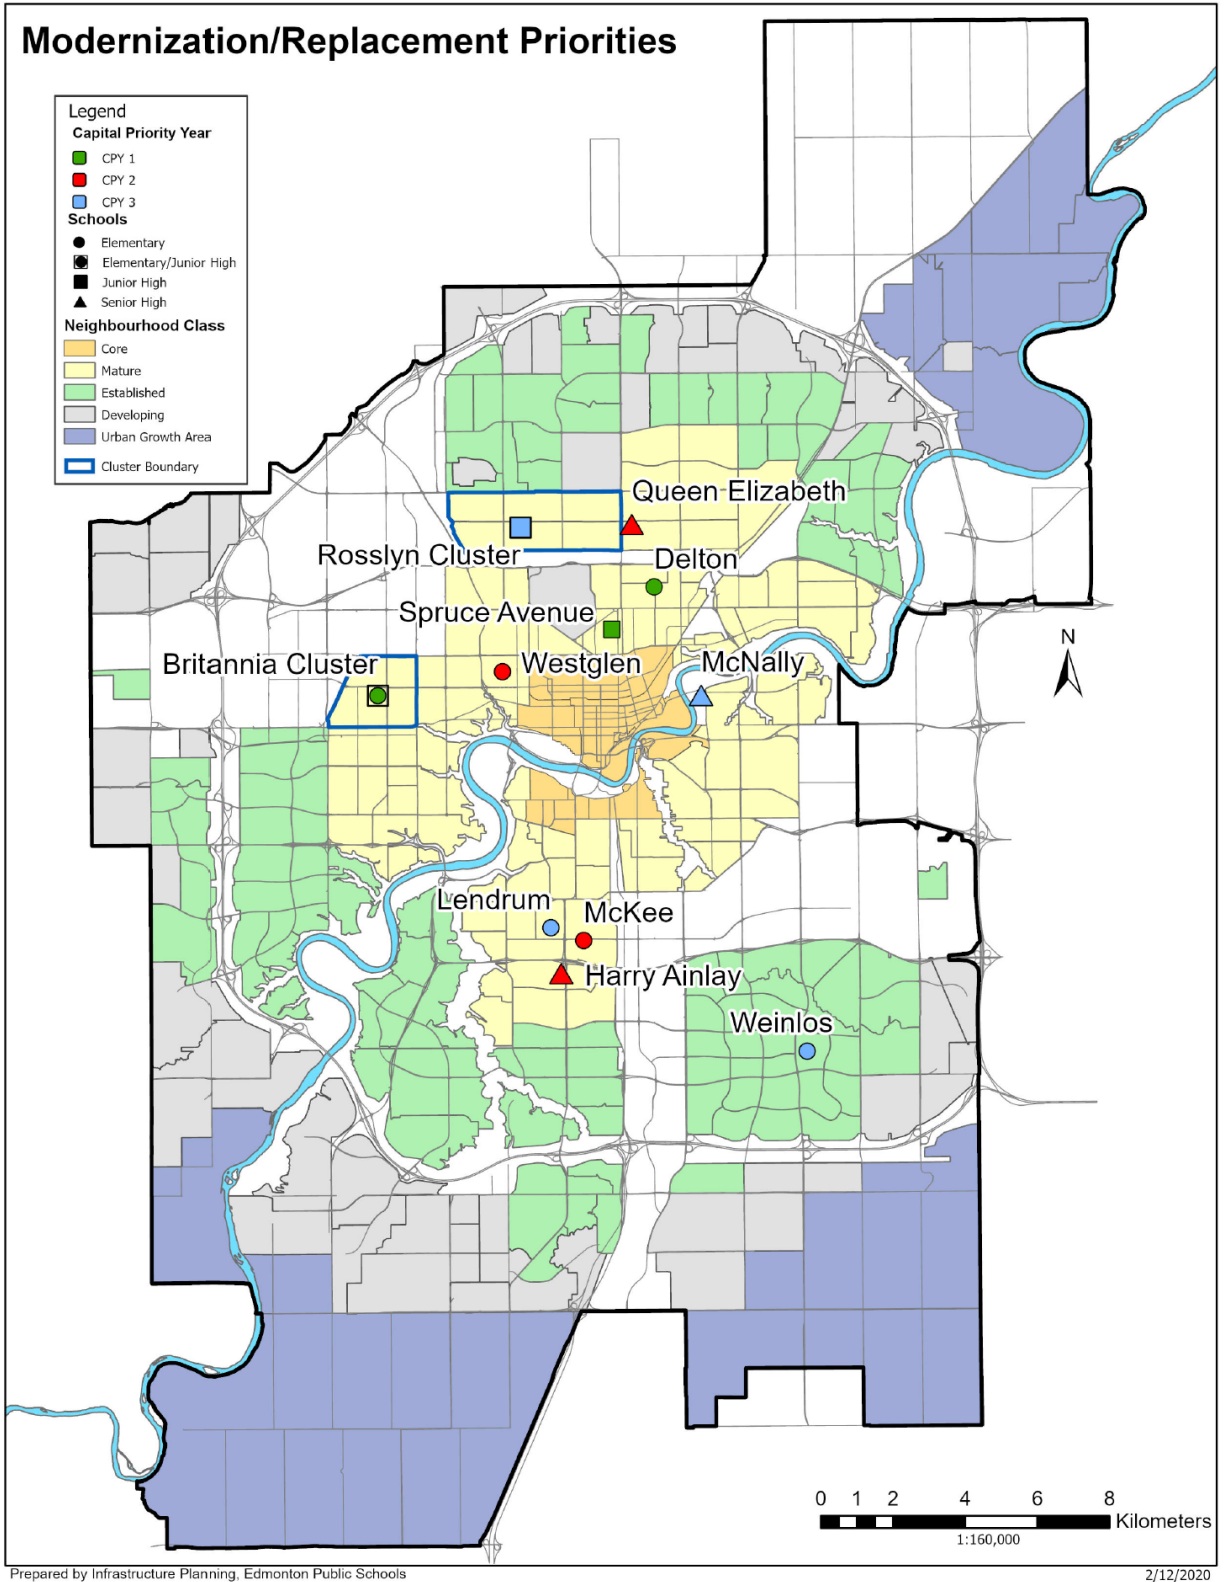 Modernization/Replacement Priorities
Legend
Capital Priority Year
CPY 1
CPY 2
CPY 3
Schools
Elementary
Elementary/Junior High
Junior High
Senior High
Neighbourhood Class
Core
Mature
Established
Developing
Urban Growth Area
Cluster Boundary
Queen Elizabeth
Rosslyn Cluster
Delton
Spruce Avenue
Britannia Cluster
Westglen
McNally
N
Lendrum
McKee
Harry Ainlay
Weinlos
0 1 2 4 6 8
Kilometers
1:160,000
Prepared by Infrastructure Planning, Edmonton Public Schools
2/12/2020